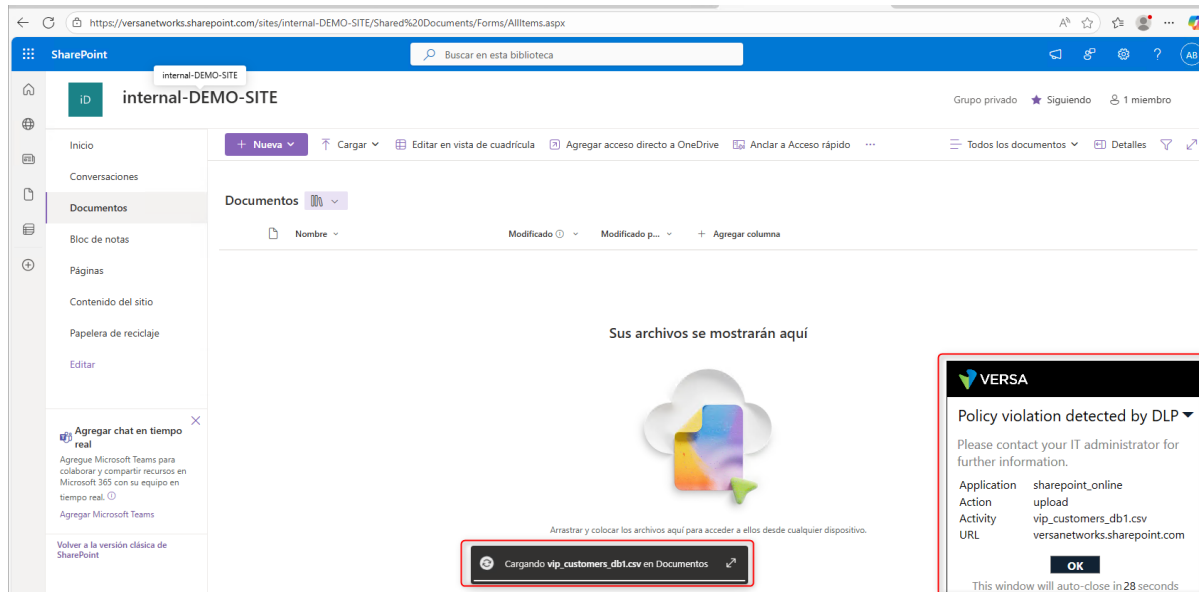 https://versanetworks.sharepoint.com/sites/internal-DEMO-SITE/Shared%20Documents/Forms/AllItems.aspx
SharePoint
Buscar en esta biblioteca
AB
internal-DEMO-SITE
iD
internal-DEMO-SITE
Grupo privado
Siguiendo
1 miembro
Inicio
Conversaciones
Documentos
Bloc de notas
Páginas
Contenido del sitio
Papelera de reciclaje
Editar
+ Nueva
Cargar
Editar en vista de cuadrícula
Agregar acceso directo a OneDrive
Anclar a Acceso rápido
...
Todos los documentos
Detalles
Documentos
Nombre
Modificado
Modificado p...
+ Agregar columna
Sus archivos se mostrarán aquí
Arrastrar y colocar los archivos aquí para acceder a ellos desde cualquier dispositivo.
Cargando vip_customers_db1.csv en Documentos
Agregar chat en tiempo
real
Agregue Microsoft Teams para
colaborar y compartir recursos en
Microsoft 365 con su equipo en
tiempo real.
Agregar Microsoft Teams
Volver a la versión clásica de
SharePoint
VERSA
Policy violation detected by DLP
Please contact your IT administrator for
further information.
Application sharepoint_online
Action upload
Activity vip_customers_db1.csv
URL versanetworks.sharepoint.com
OK
This window will auto-close in 28 seconds